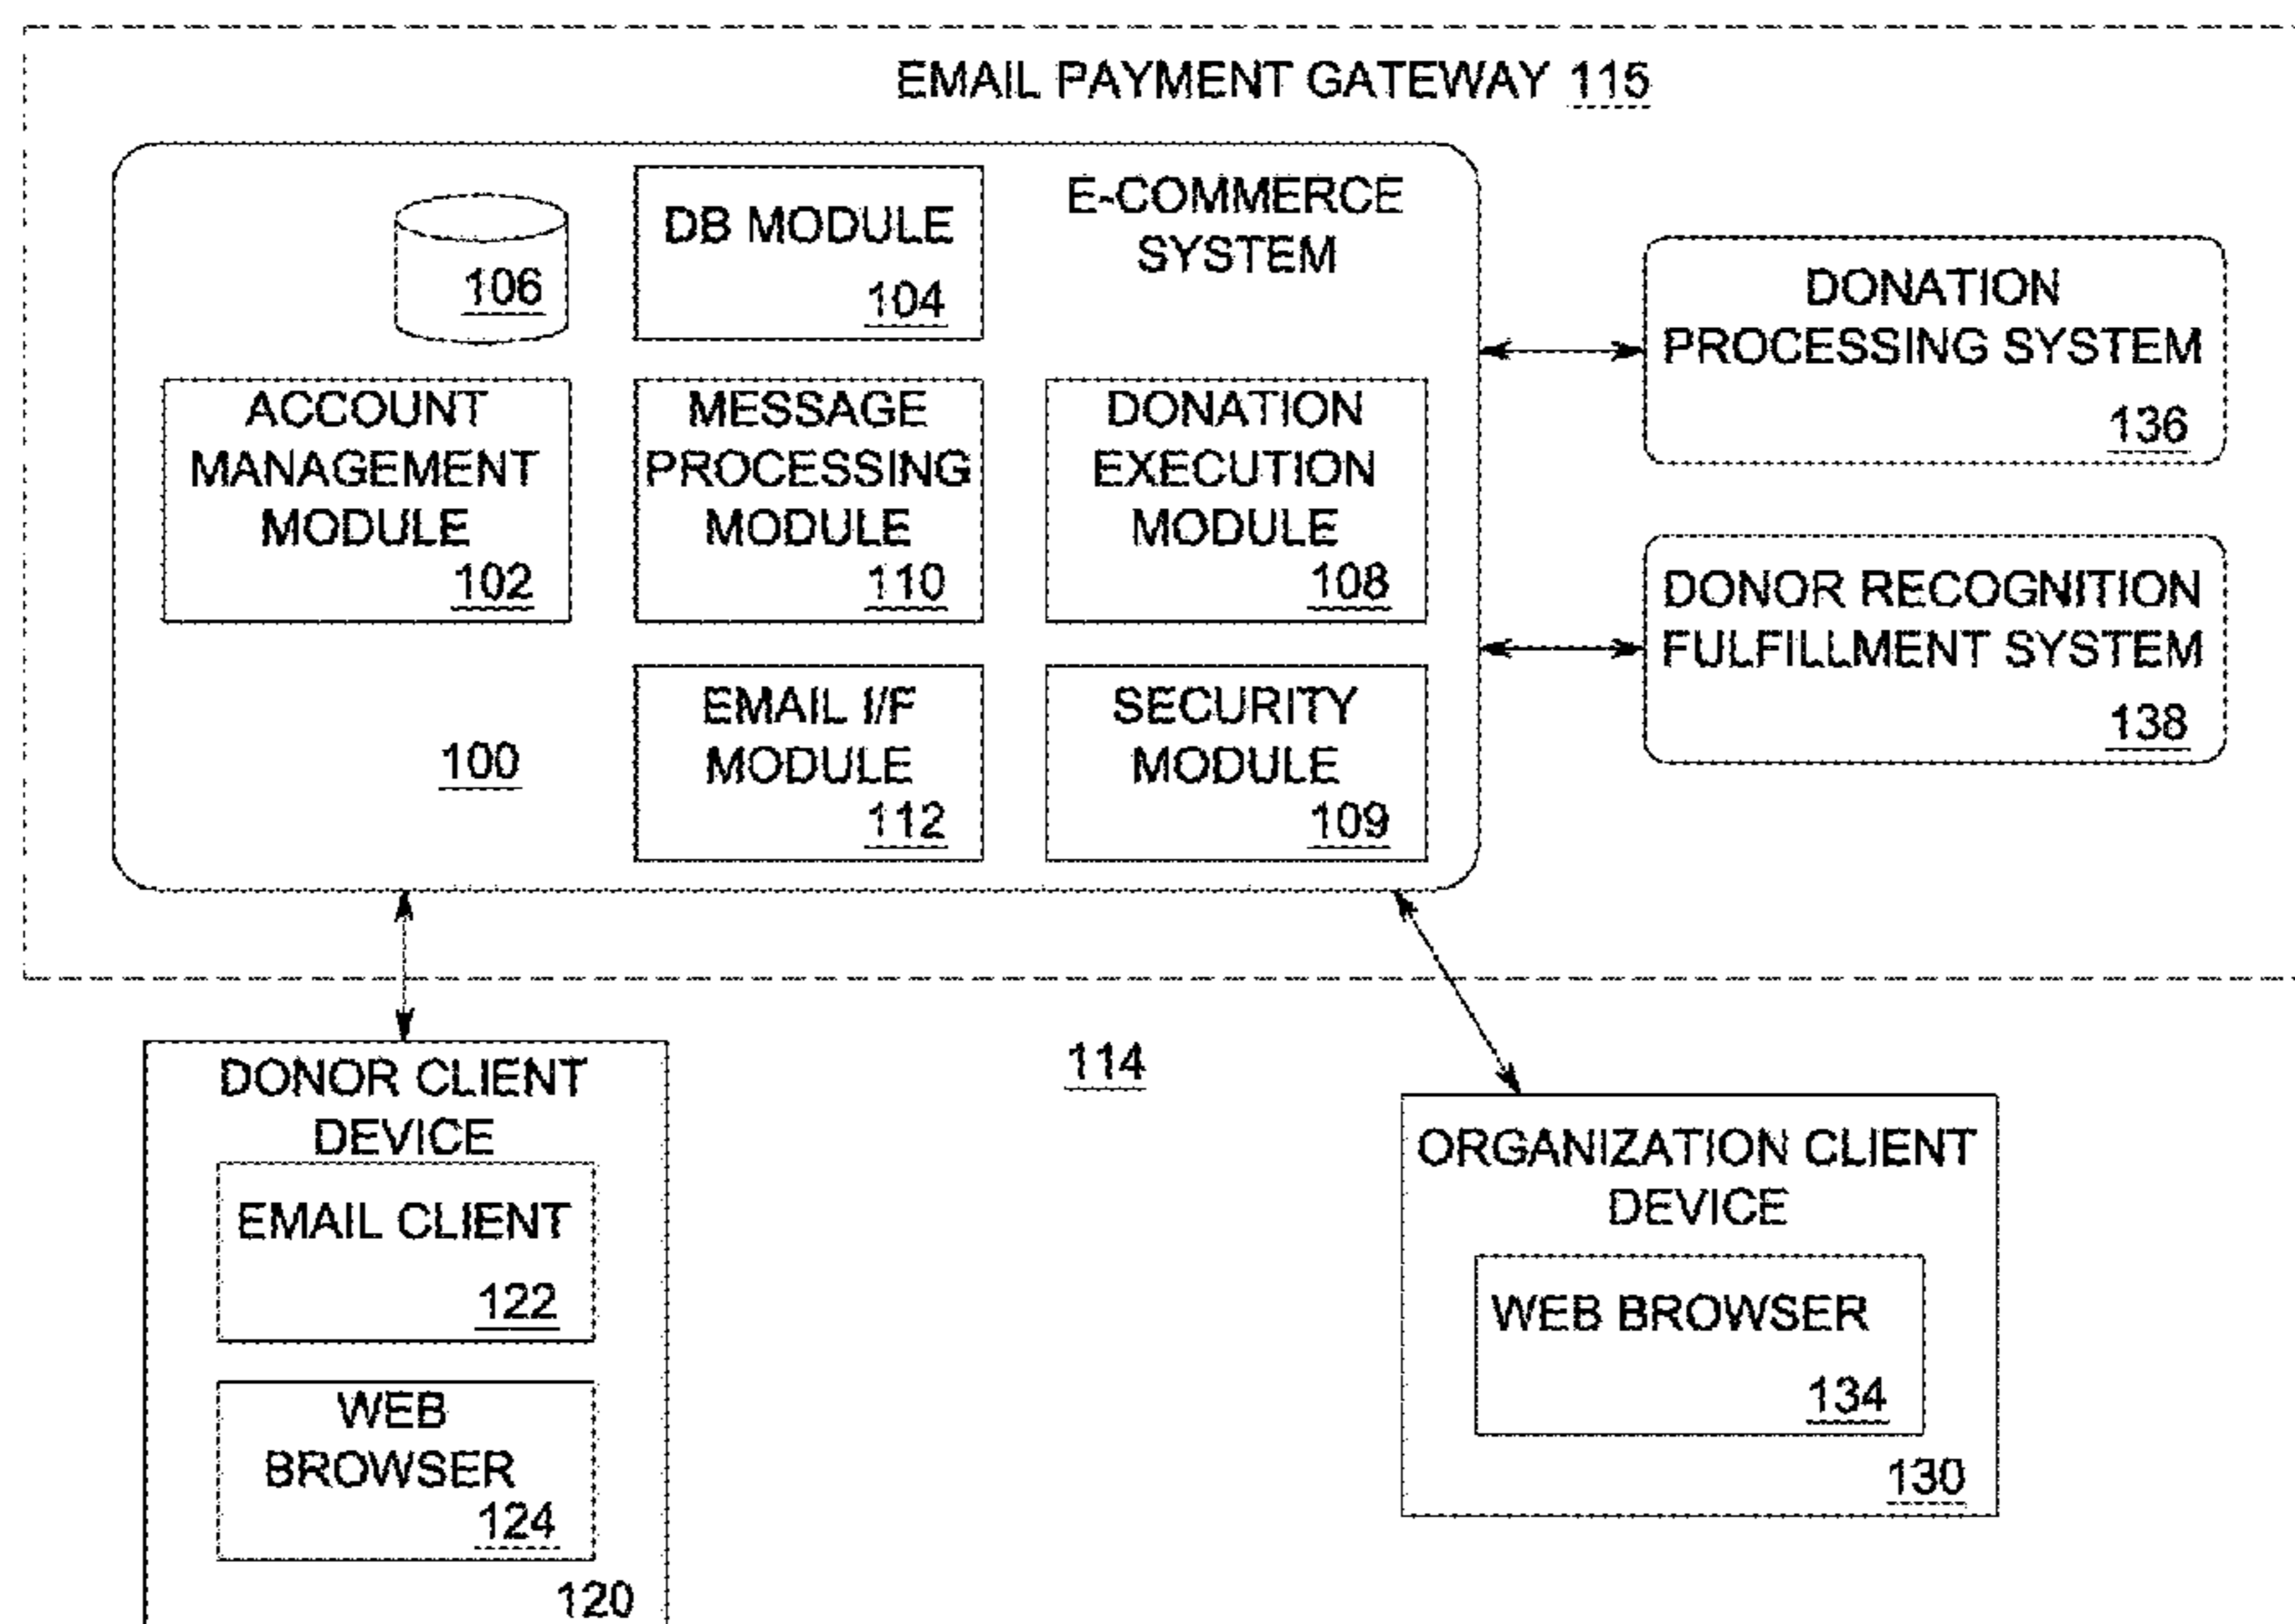 EMAIL PAYMENT GATEWAY 115
E-COMMERCE
SYSTEM
106
DB MODULE
104
ACCOUNT
MANAGEMENT
MODULE
102
MESSAGE
PROCESSING
MODULE
110
DONATION
EXECUTION
MODULE
108
100
EMAIL I/F
MODULE
112
SECURITY
MODULE
109
DONATION
PROCESSING SYSTEM
136
DONOR RECOGNITION
FULFILLMENT SYSTEM
138
114
DONOR CLIENT
DEVICE
EMAIL CLIENT
122
WEB
BROWSER
124
120
ORGANIZATION CLIENT
DEVICE
WEB BROWSER
134
130